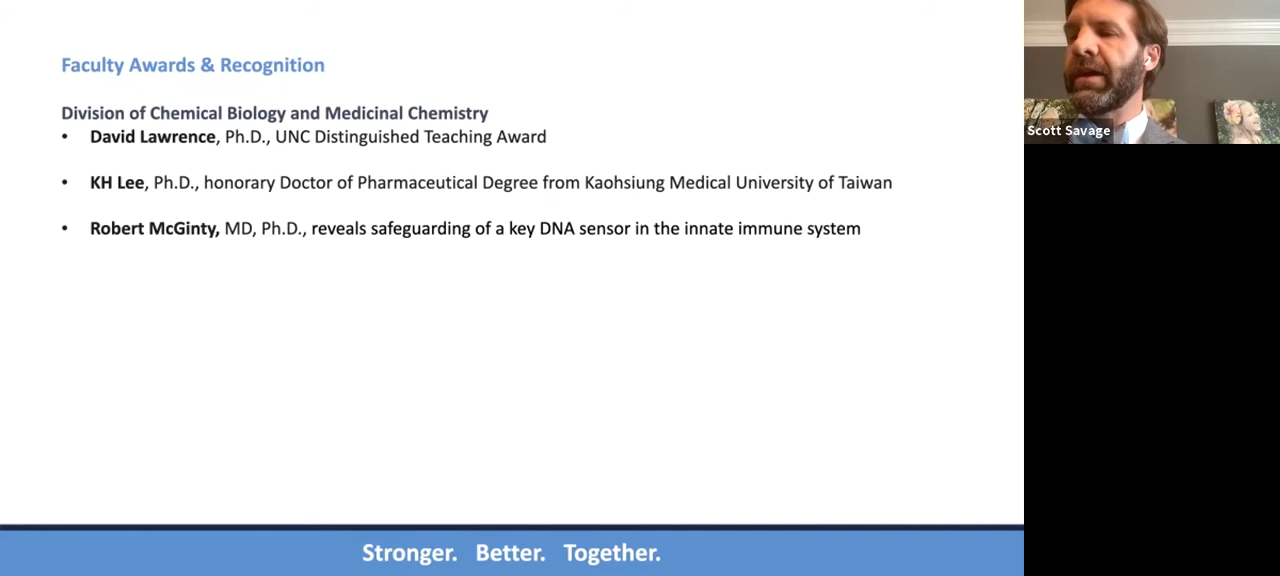 Faculty Awards & Recognition
Division of Chemical Biology and Medicinal Chemistry
• David Lawrence, Ph.D., UNC Distinguished Teaching Award
• KH Lee, Ph.D., honorary Doctor of Pharmaceutical Degree from Kaohsiung Medical University of Taiwan
• Robert McGinty, MD, Ph.D., reveals safeguarding of a key DNA sensor in the innate immune system
Stronger. Better. Together.
Scott Savage